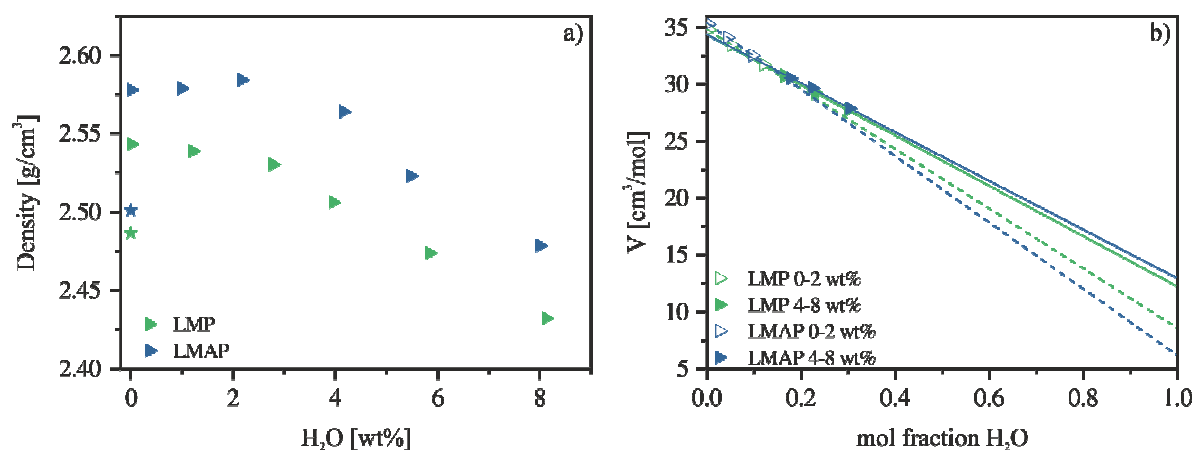 a)
2.60
2.55
2.50
2.45
2.40
Density [g/cm³]
LMP
LMAP
0 2 4 6 8
H₂O [wt%]
b)
35
30
25
20
15
10
5
V [cm³/mol]
LMP 0-2 wt%
LMP 4-8 wt%
LMAP 0-2 wt%
LMAP 4-8 wt%
0.0 0.2 0.4 0.6 0.8 1.0
mol fraction H₂O